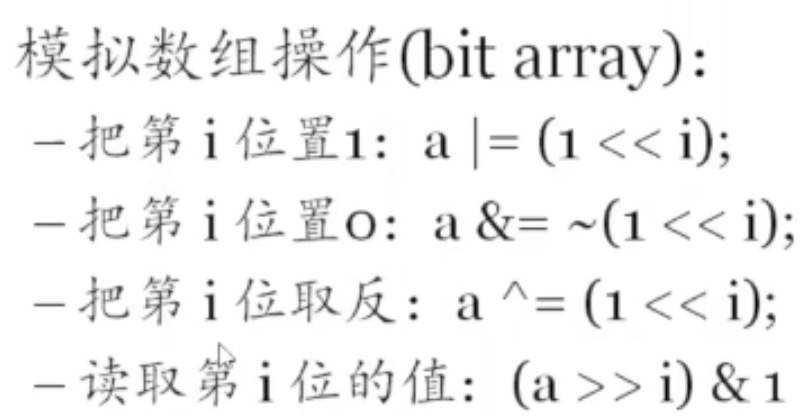 模拟数组操作(bit array)：
– 把第 i 位置1：a |= (1 << i);
– 把第 i 位置0：a &= ~(1 << i);
– 把第 i 位取反：a ^= (1 << i);
– 读取第 i 位的值：(a >> i) & 1